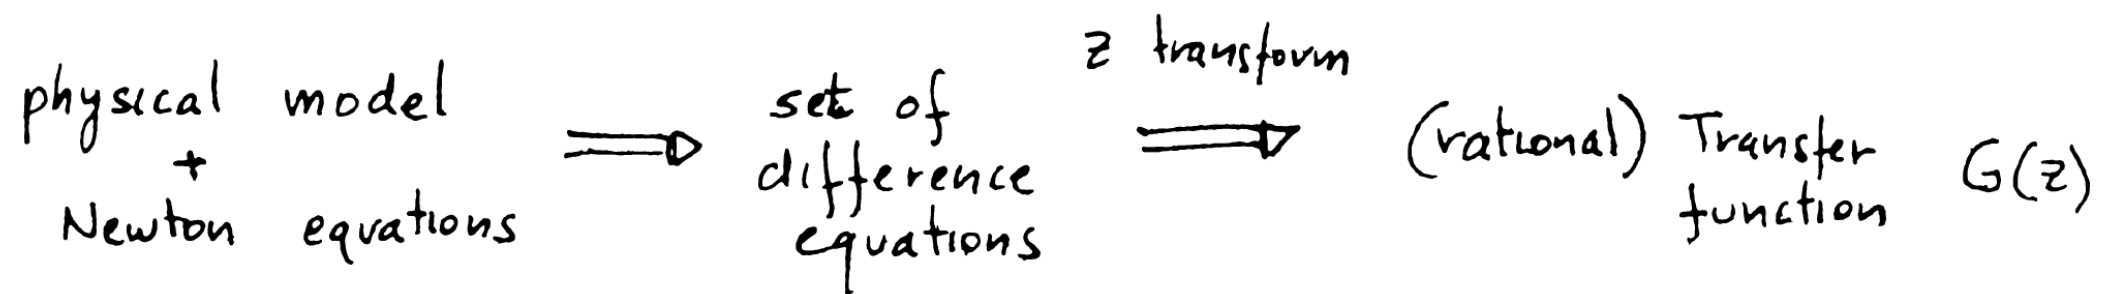 z transform
physical model
+
Newton equations
set of
difference
equations
(rational) Transfer
function
G(z)